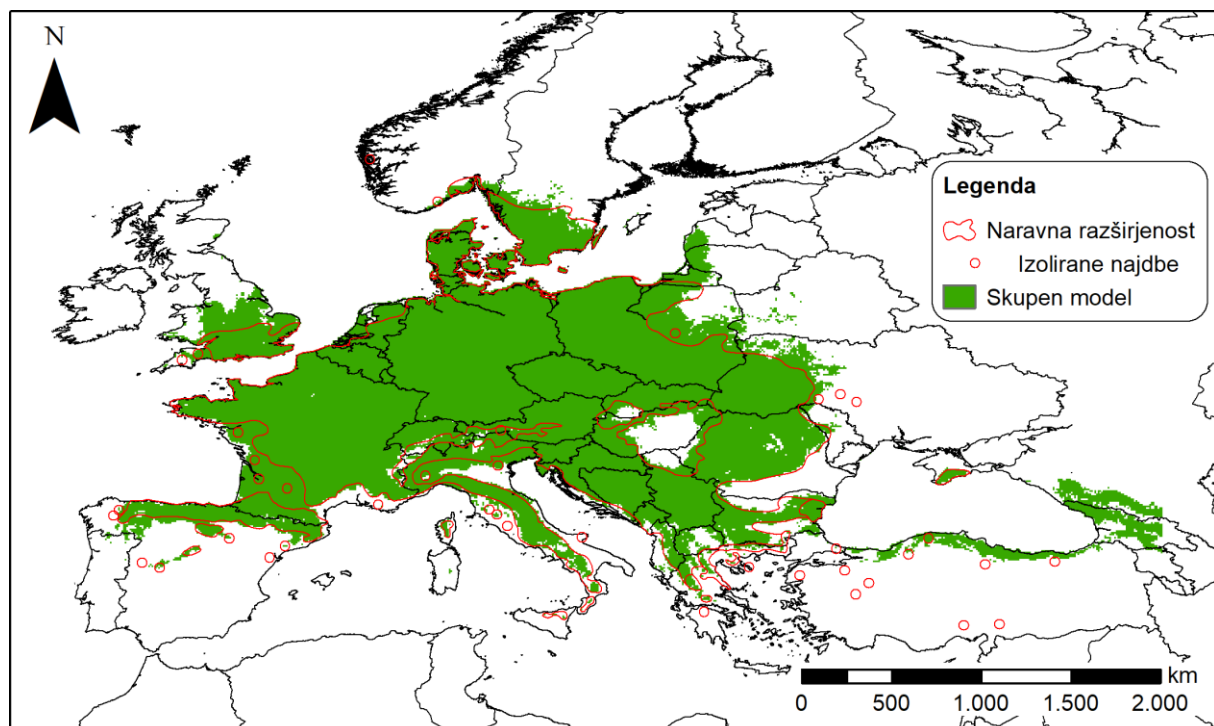 N
Legenda
Naravna razširjenost
Izolirane najdbe
Skupen model
km
0 500 1.000 1.500 2.000